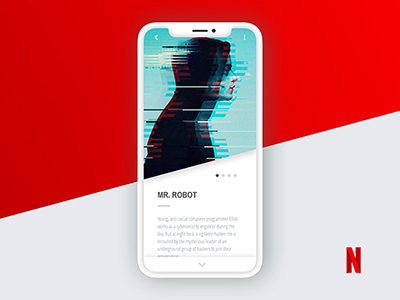 MR. ROBOT
Young, anti-social computer programmer Elliot
works as a cybersecurity engineer during the
day, but at night he is a vigilante hacker. He is
recruited by the mysterious leader of an
underground group of hackers to join their
N